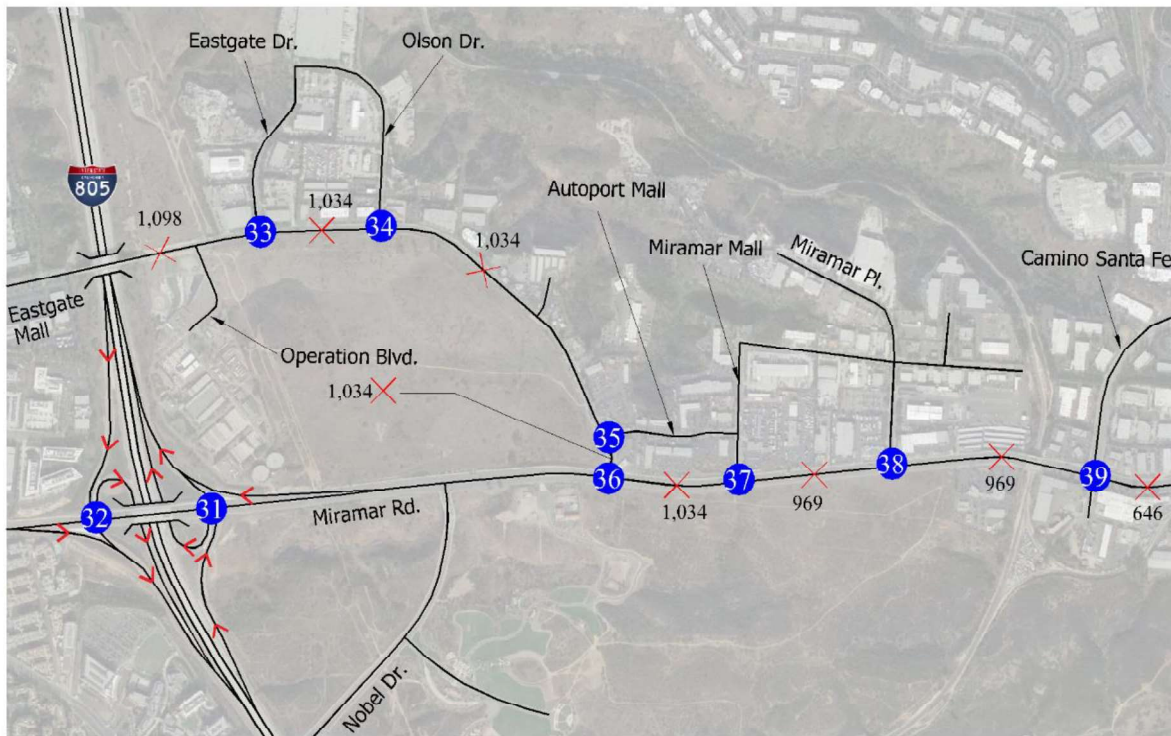 Eastgate Dr.
Olson Dr.
805
1,098
33
1,034
34
1,034
Autoport Mall
Miramar Mall
Miramar Pl.
Camino Santa Fe
Eastgate
Mall
Operation Blvd.
1,034
35
32
31
Miramar Rd.
36
1,034
37
969
38
969
39
646
Nobel Dr.